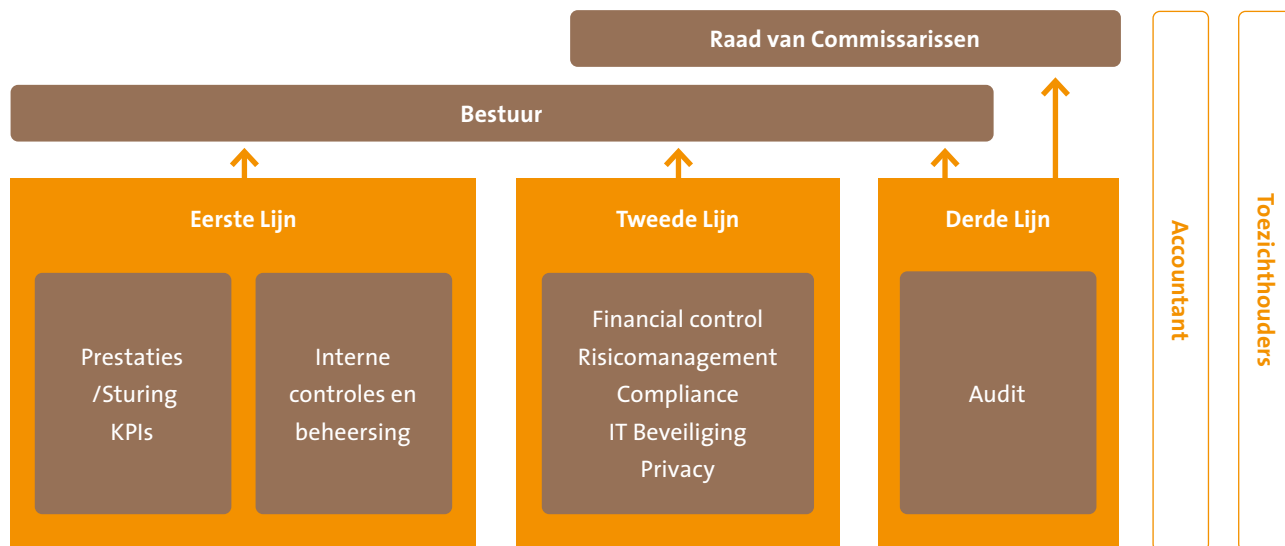 Raad van Commissarissen
Bestuur
Eerste Lijn
Prestaties
/Sturing
KPIs
Interne
controles en
beheersing
Tweede Lijn
Financial control
Risicomanagement
Compliance
IT Beveiliging
Privacy
Derde Lijn
Audit
Accountant
Toezichthouders